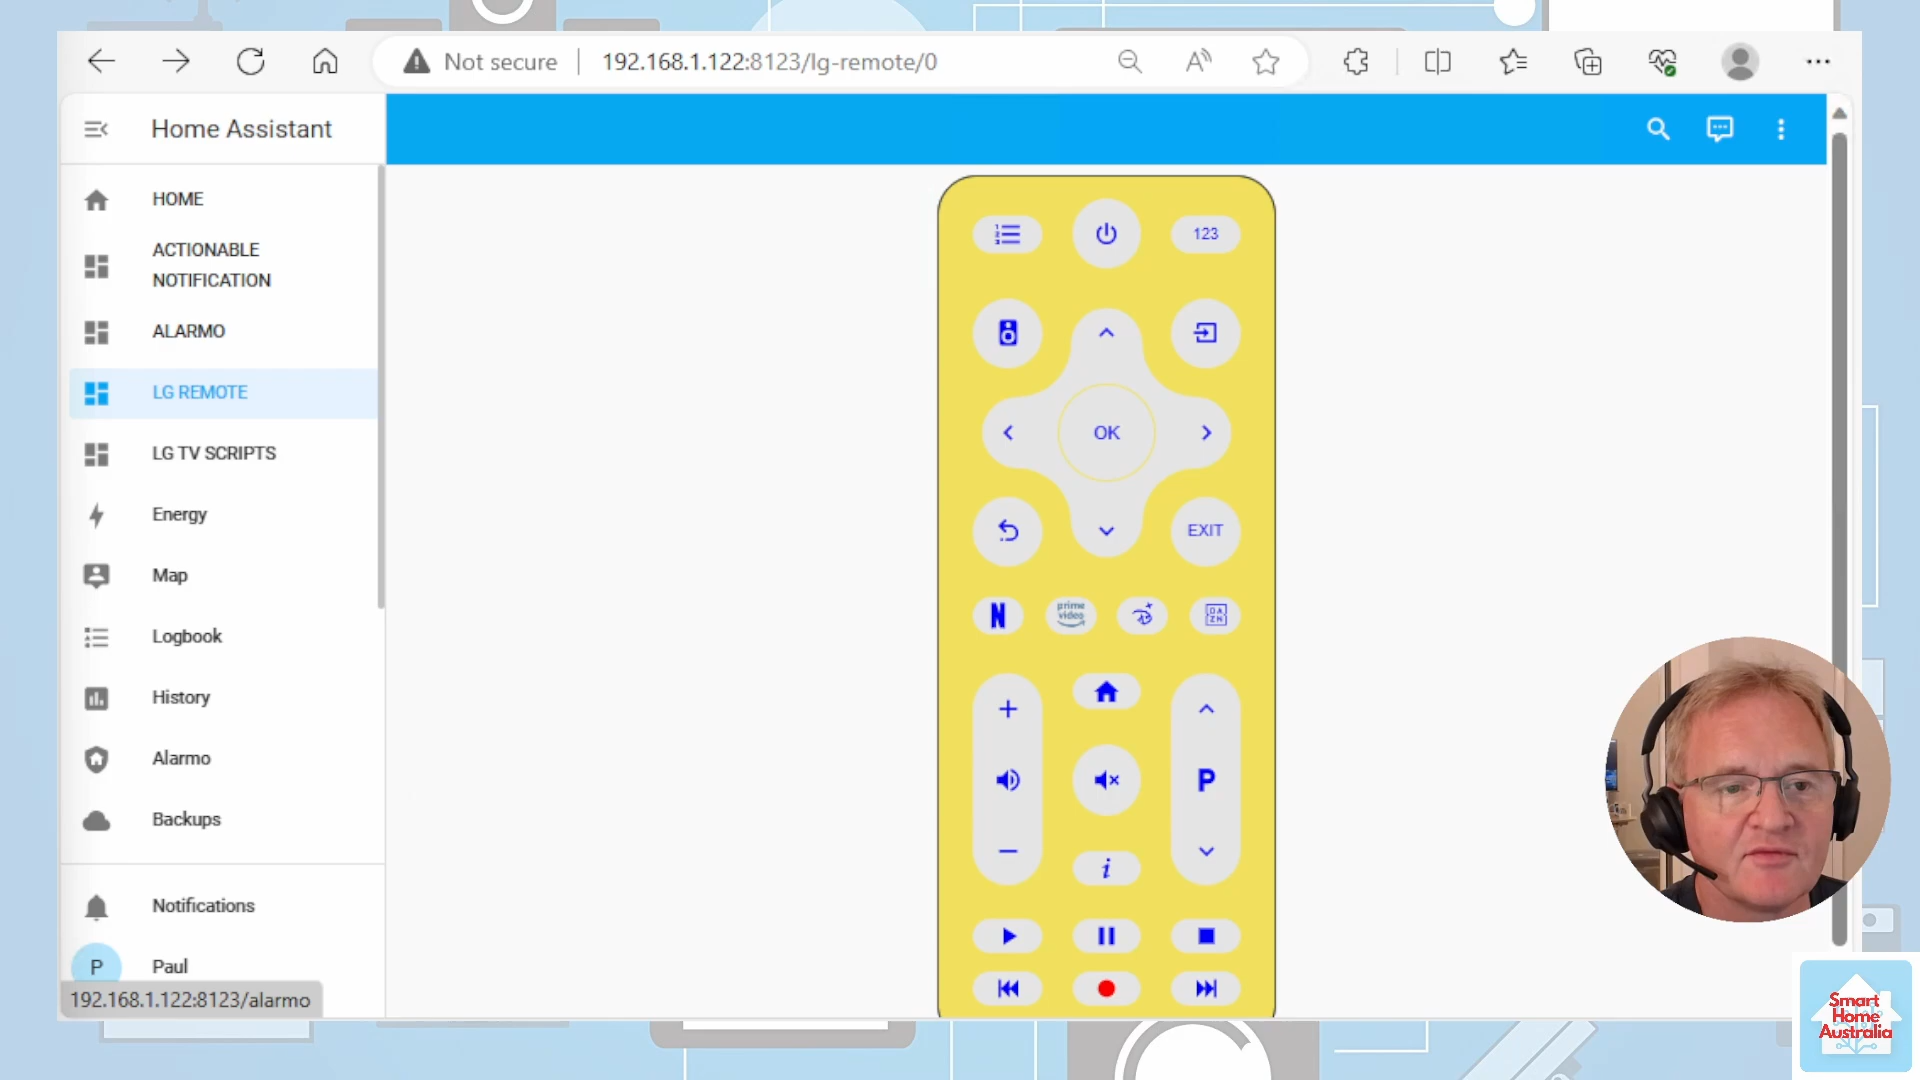 Not secure
192.168.1.122:8123/lg-remote/0
Home Assistant
HOME
ACTIONABLE
NOTIFICATION
ALARMO
LG REMOTE
LG TV SCRIPTS
Energy
Map
Logbook
History
Alarmo
Backups
Notifications
P
Paul
192.168.1.122:8123/alarmo
123
OK
EXIT
N
prime
video
DA
ZN
P
i
Smart
Home
Australia